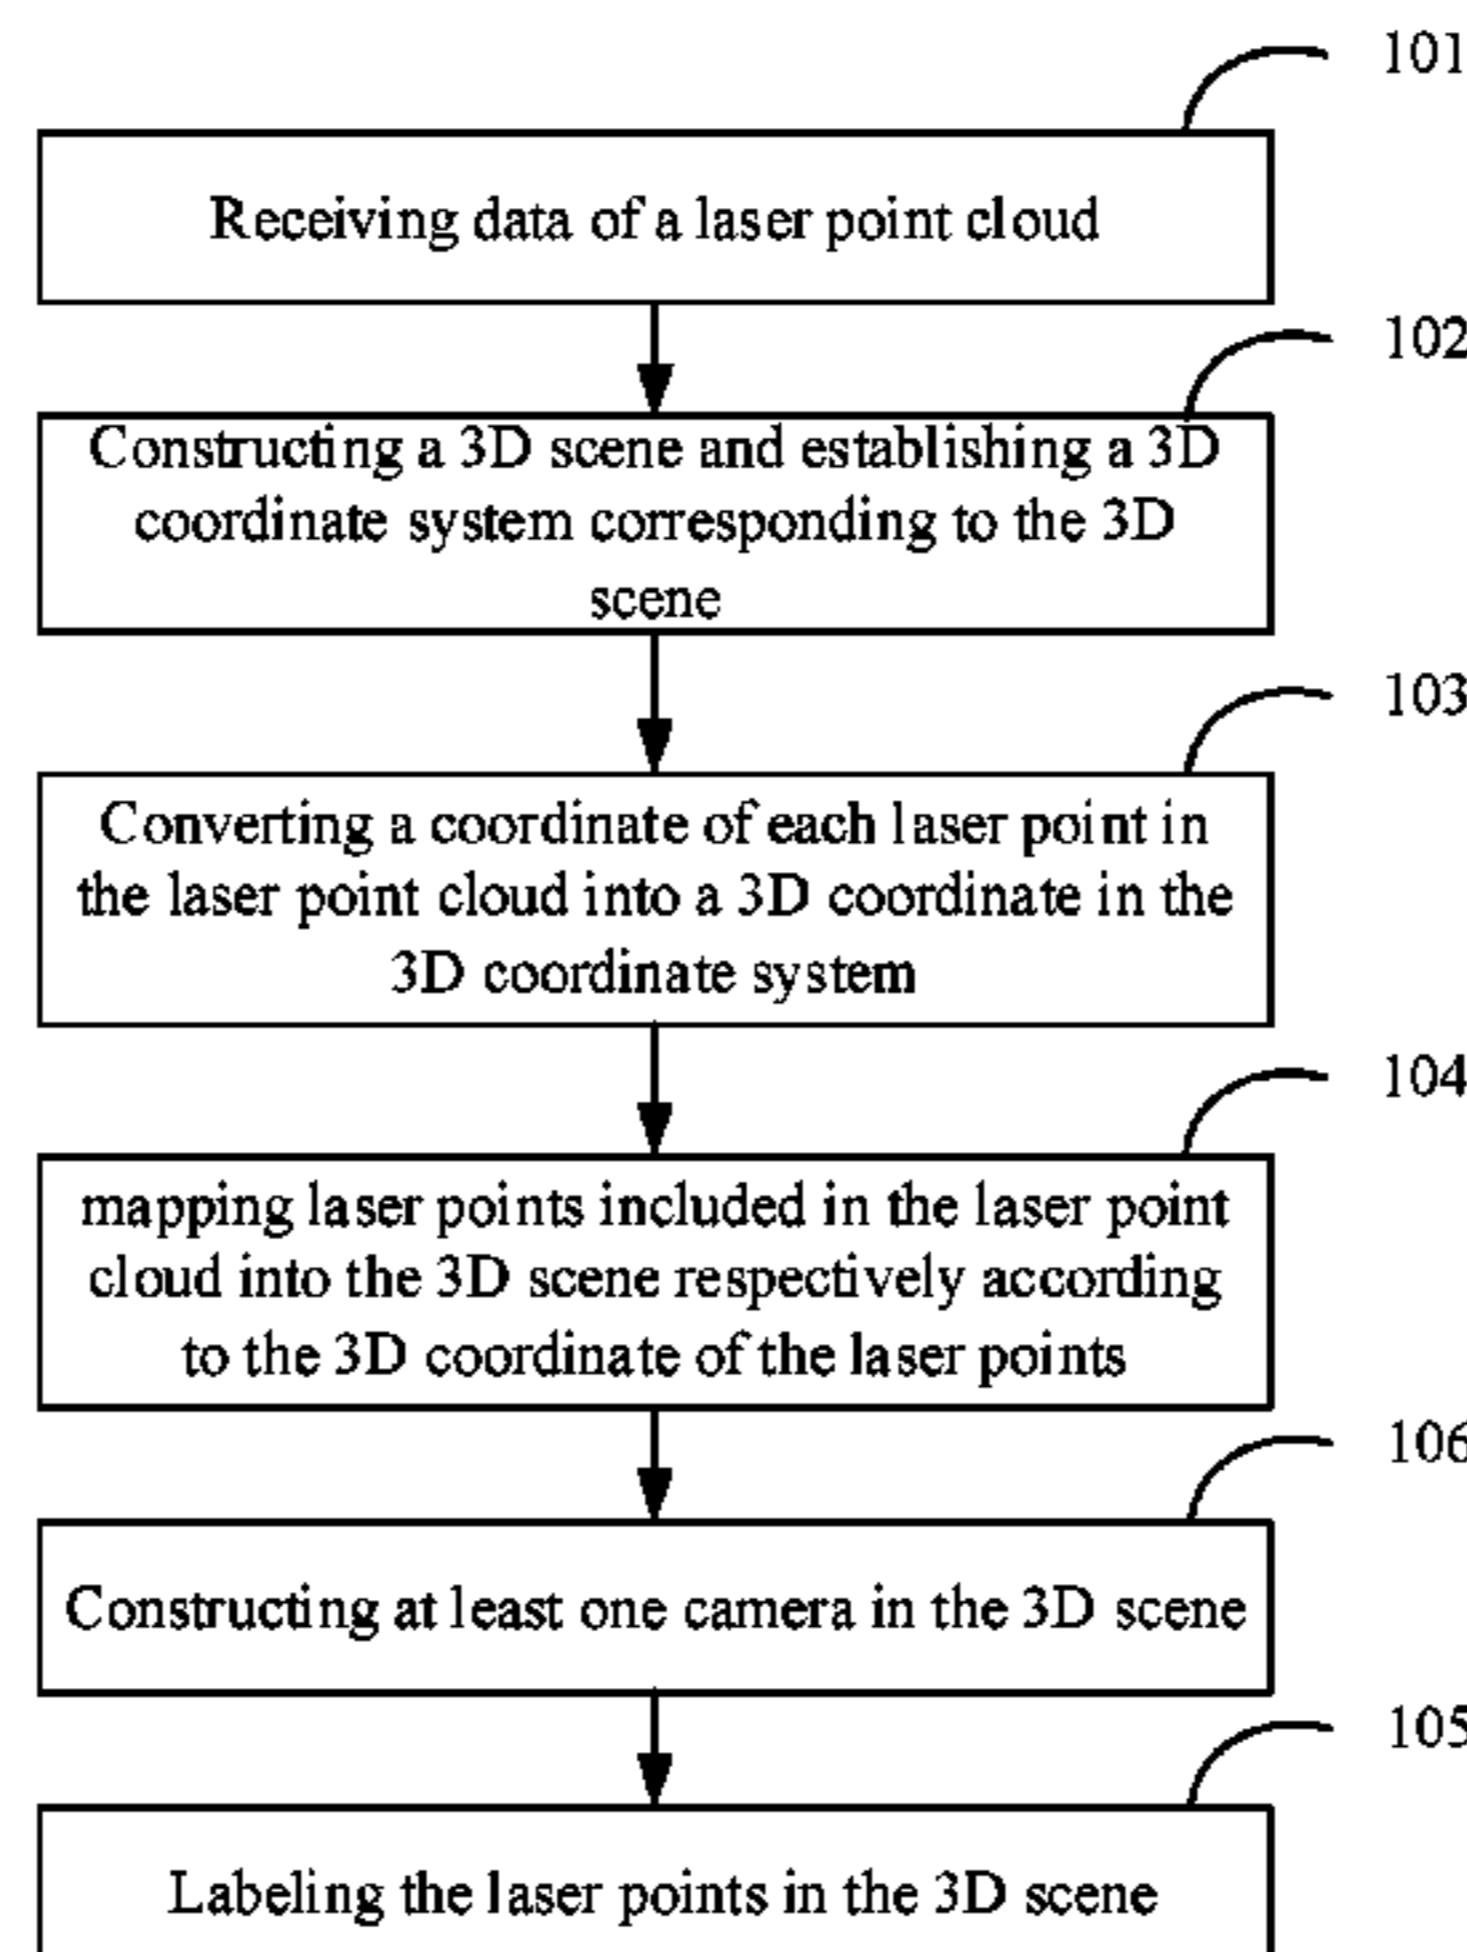 101
Receiving data of a laser point cloud
102
Constructing a 3D scene and establishing a 3D
coordinate system corresponding to the 3D
scene
103
Converting a coordinate of each laser point in
the laser point cloud into a 3D coordinate in the
3D coordinate system
104
mapping laser points included in the laser point
cloud into the 3D scene respectively according
to the 3D coordinate of the laser points
106
Constructing at least one camera in the 3D scene
105
Labeling the laser points in the 3D scene